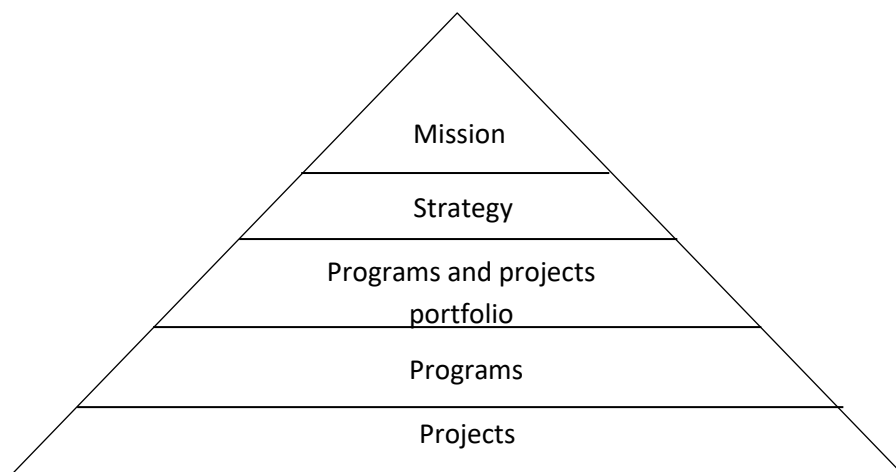 Mission
Strategy
Programs and projects
portfolio
Programs
Projects